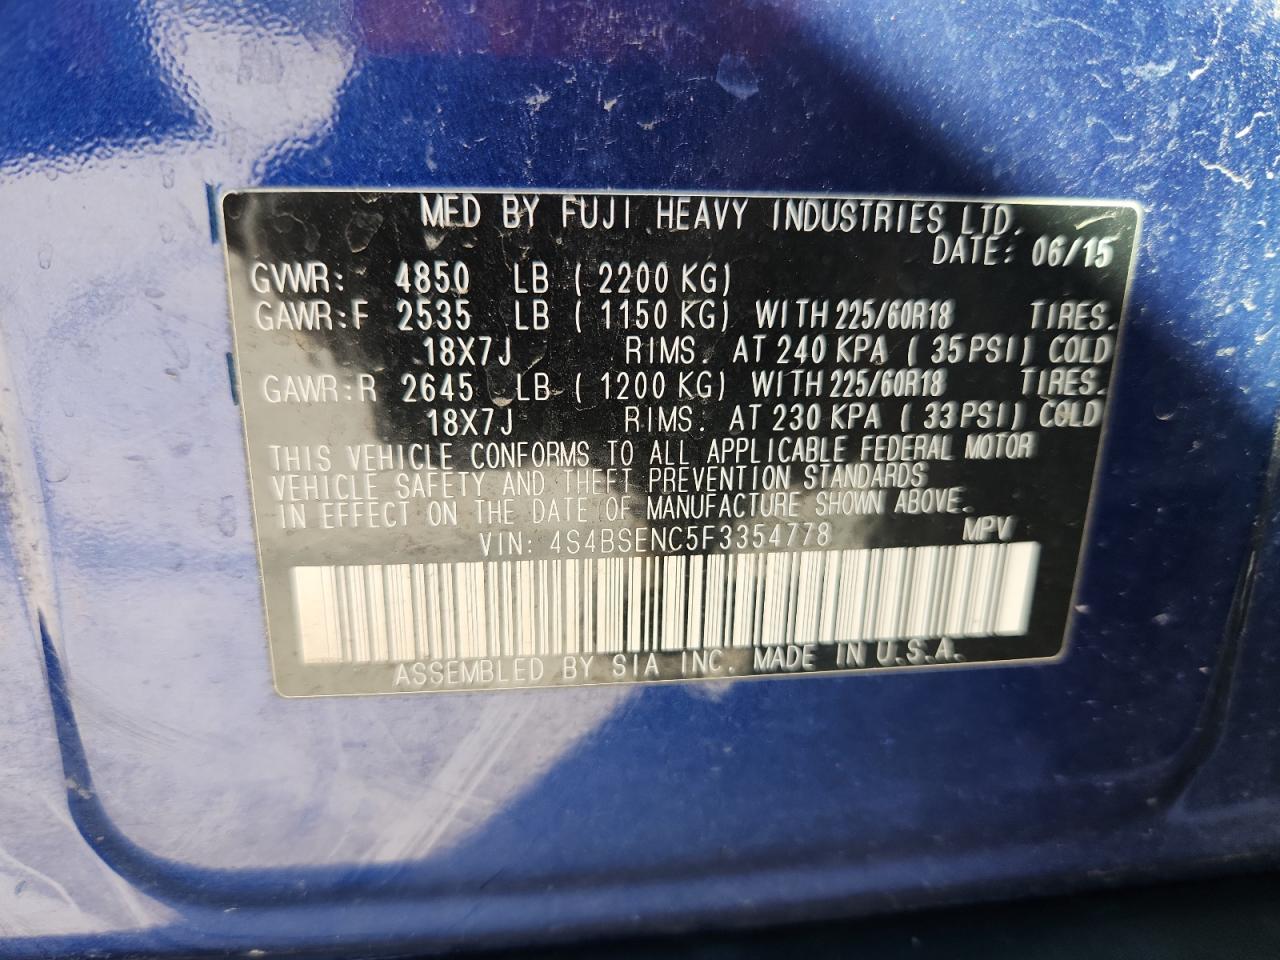 MFD BY FUJI HEAVY INDUSTRIES LTD.
DATE: 06/15
GVWR: 4850 LB ( 2200 KG)
GAWR:F 2535 LB ( 1150 KG) WITH 225/60R18 TIRES.
18X7J RIMS. AT 240 KPA ( 35PSI) COLD
GAWR:R 2645 LB ( 1200 KG) WITH 225/60R18 TIRES.
18X7J RIMS. AT 230 KPA ( 33PSI) COLD
THIS VEHICLE CONFORMS TO ALL APPLICABLE FEDERAL MOTOR
VEHICLE SAFETY AND THEFT PREVENTION STANDARDS
IN EFFECT ON THE DATE OF MANUFACTURE SHOWN ABOVE.
VIN: 4S4BSENC5F3354778 MPV
ASSEMBLED BY SIA INC. MADE IN U.S.A.